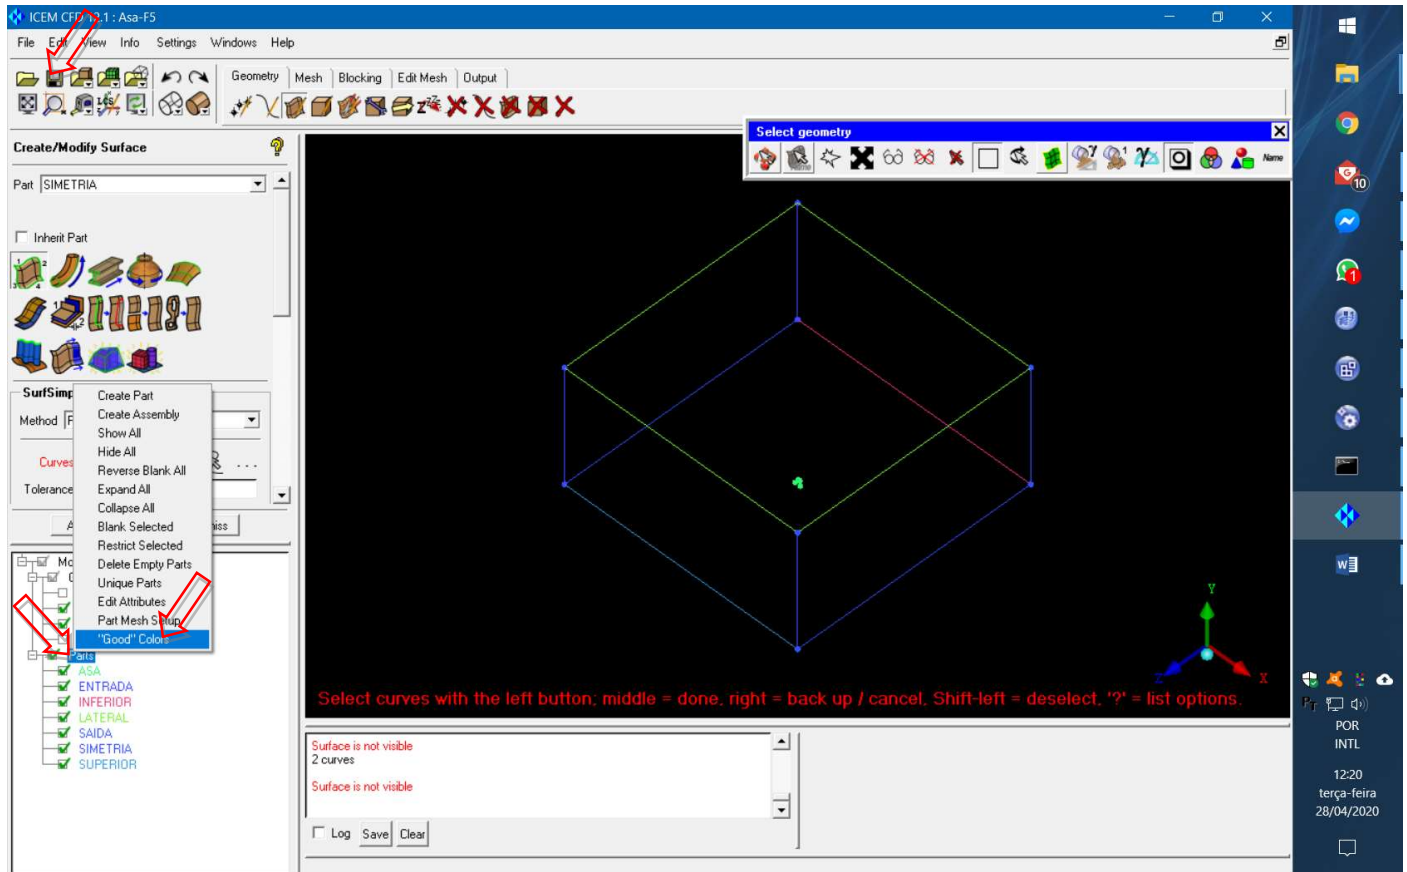 ICEM CFD 12.1 : Asa-F5
File Edit View Info Settings Windows Help
Geometry Mesh Blocking Edit Mesh Output
Select geometry
Name
Create/Modify Surface
Part SIMETRIA
Inherit Part
SurfSimp
Method F
Curves
Tolerance
A
niss
Create Part
Create Assembly
Show All
Hide All
Reverse Blank All
Expand All
Collapse All
Blank Selected
Restrict Selected
Delete Empty Parts
Unique Parts
Edit Attributes
Part Mesh Setup
"Good" Colors
Mo
Parts
ASA
ENTRADA
INFERIOR
LATERAL
SAIDA
SIMETRIA
SUPERIOR
Y
Z
X
Select curves with the left button; middle = done, right = back up / cancel, Shift-left = deselect, '?' = list options.
Surface is not visible
2 curves
Surface is not visible
Log Save Clear
10
1
POR
INTL
12:20
terça-feira
28/04/2020